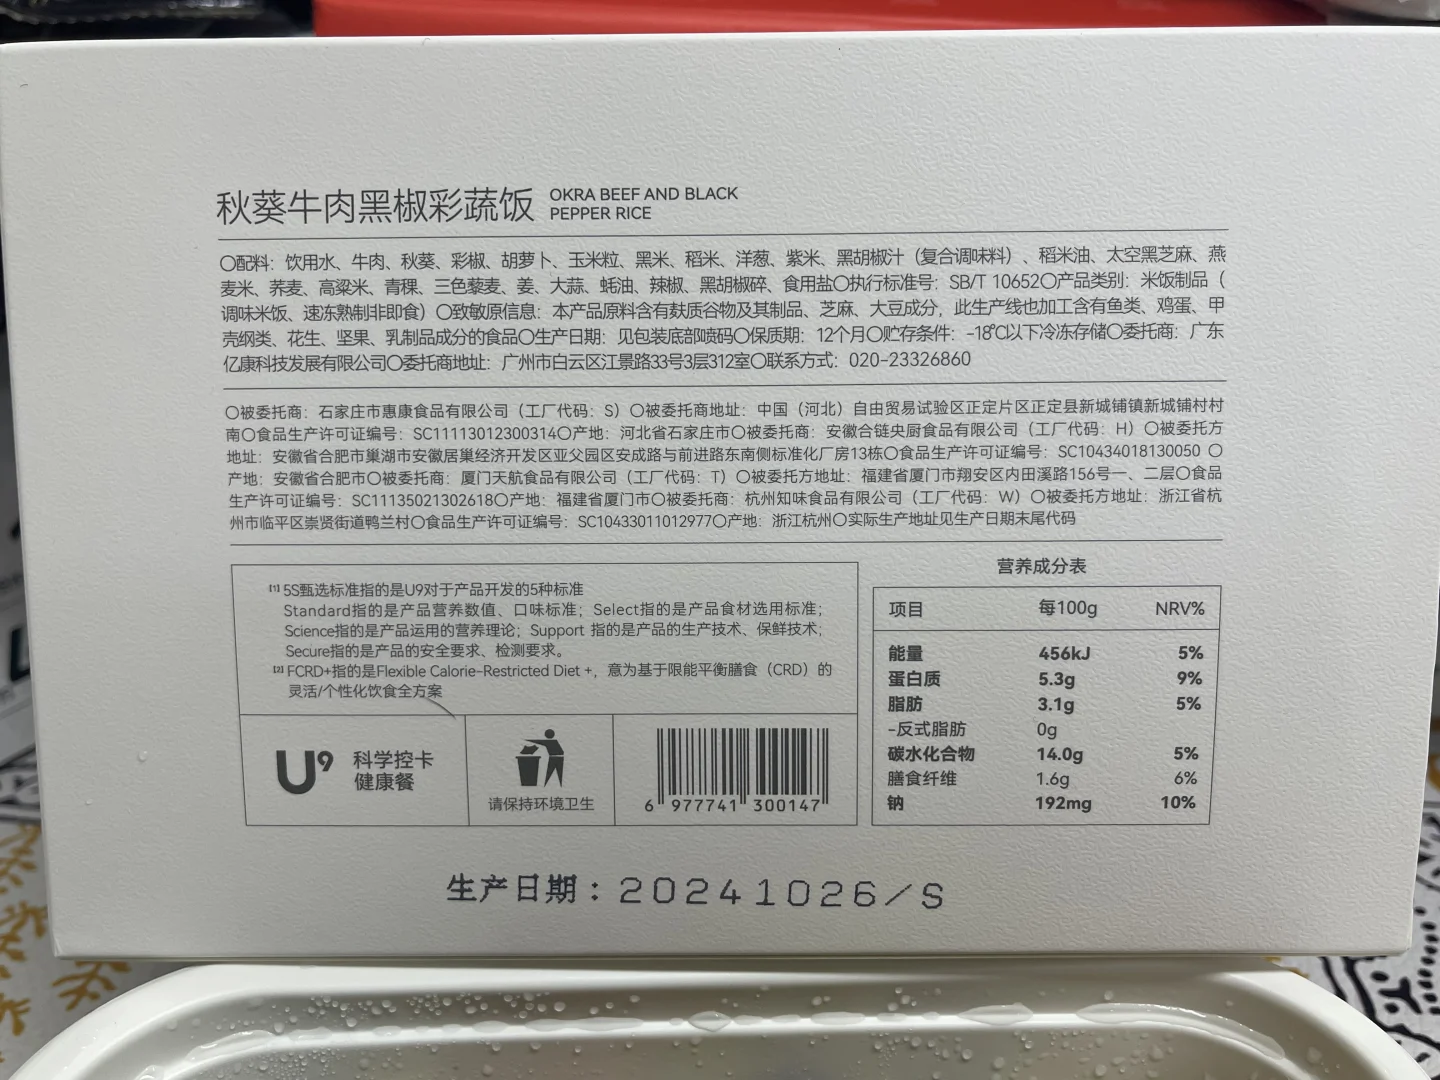 秋葵牛肉黑椒彩蔬饭 OKRA BEEF AND BLACK
PEPPER RICE
〇配料：饮用水、牛肉、秋葵、彩椒、胡萝卜、玉米粒、黑米、稻米、洋葱、紫米、黑胡椒汁（复合调味料）、稻米油、太空黑芝麻、燕
麦米、荞麦、高粱米、青稞、三色藜麦、姜、大蒜、蚝油、辣椒、黑胡椒碎、食用盐〇执行标准号：SB/T 10652〇产品类别：米饭制品（
调味米饭、速冻熟制非即食）〇致敏原信息：本产品原料含有麸质谷物及其制品、芝麻、大豆成分，此生产线也加工含有鱼类、鸡蛋、甲
壳纲类、花生、坚果、乳制品成分的食品〇生产日期：见包装底部喷码〇保质期：12个月〇贮存条件：-18℃以下冷冻存储〇委托商：广东
亿康科技发展有限公司〇委托商地址：广州市白云区江景路33号3层312室〇联系方式：020-23326860
〇被委托商：石家庄市惠康食品有限公司（工厂代码：S）〇被委托商地址：中国（河北）自由贸易试验区正定片区正定县新城铺镇新城铺村村
南〇食品生产许可证编号：SC11113012300314〇产地：河北省石家庄市〇被委托商：安徽合链央厨食品有限公司（工厂代码：H）〇被委托方
地址：安徽省合肥市巢湖市安徽居巢经济开发区亚父园区安成路与前进路东南侧标准化厂房13栋〇食品生产许可证编号：SC10434018130050 〇
产地：安徽省合肥市〇被委托商：厦门天航食品有限公司（工厂代码：T）〇被委托方地址：福建省厦门市翔安区内田溪路156号一、二层〇食品
生产许可证编号：SC11135021302618〇产地：福建省厦门市〇被委托商：杭州知味食品有限公司（工厂代码：W）〇被委托方地址：浙江省杭
州市临平区崇贤街道鸭兰村〇食品生产许可证编号：SC10433011012977〇产地：浙江杭州〇实际生产地址见生产日期末尾代码
[1] 5S甄选标准指的是U9对于产品开发的5种标准
Standard指的是产品营养数值、口味标准；Select指的是产品食材选用标准；
Science指的是产品运用的营养理论；Support 指的是产品的生产技术、保鲜技术；
Secure指的是产品的安全要求、检测要求。
[2] FCRD+指的是Flexible Calorie-Restricted Diet +，意为基于限能平衡膳食（CRD）的
灵活/个性化饮食全方案
U9 科学控卡
健康餐
请保持环境卫生
6 977741 300147
营养成分表
项目 每100g NRV%
能量 456kJ 5%
蛋白质 5.3g 9%
脂肪 3.1g 5%
-反式脂肪 0g
碳水化合物 14.0g 5%
膳食纤维 1.6g 6%
钠 192mg 10%
生产日期：20241026/S